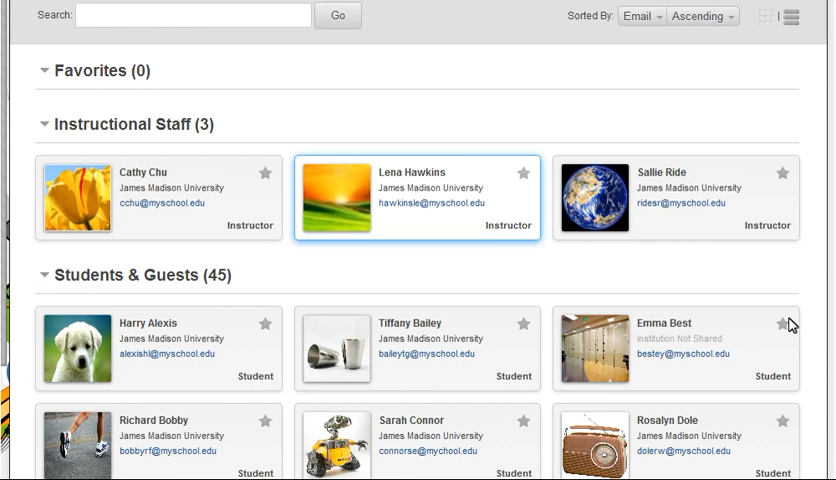 Search: Go Sorted By: Email Ascending
Favorites (0)
Instructional Staff (3)
Cathy Chu
James Madison University
cchu@myschool.edu
Instructor
Lena Hawkins
James Madison University
hawkinsle@myschool.edu
Instructor
Sallie Ride
James Madison University
ridesr@myschool.edu
Instructor
Students & Guests (45)
Harry Alexis
James Madison University
alexishl@myschool.edu
Student
Tiffany Bailey
James Madison University
baileytg@myschool.edu
Student
Emma Best
Institution Not Shared
bestey@myschool.edu
Student
Richard Bobby
James Madison University
bobbyrf@myschool.edu
Student
Sarah Connor
James Madison University
connorse@mychool.edu
Student
Rosalyn Dole
James Madison University
dolerw@myschool.edu
Student